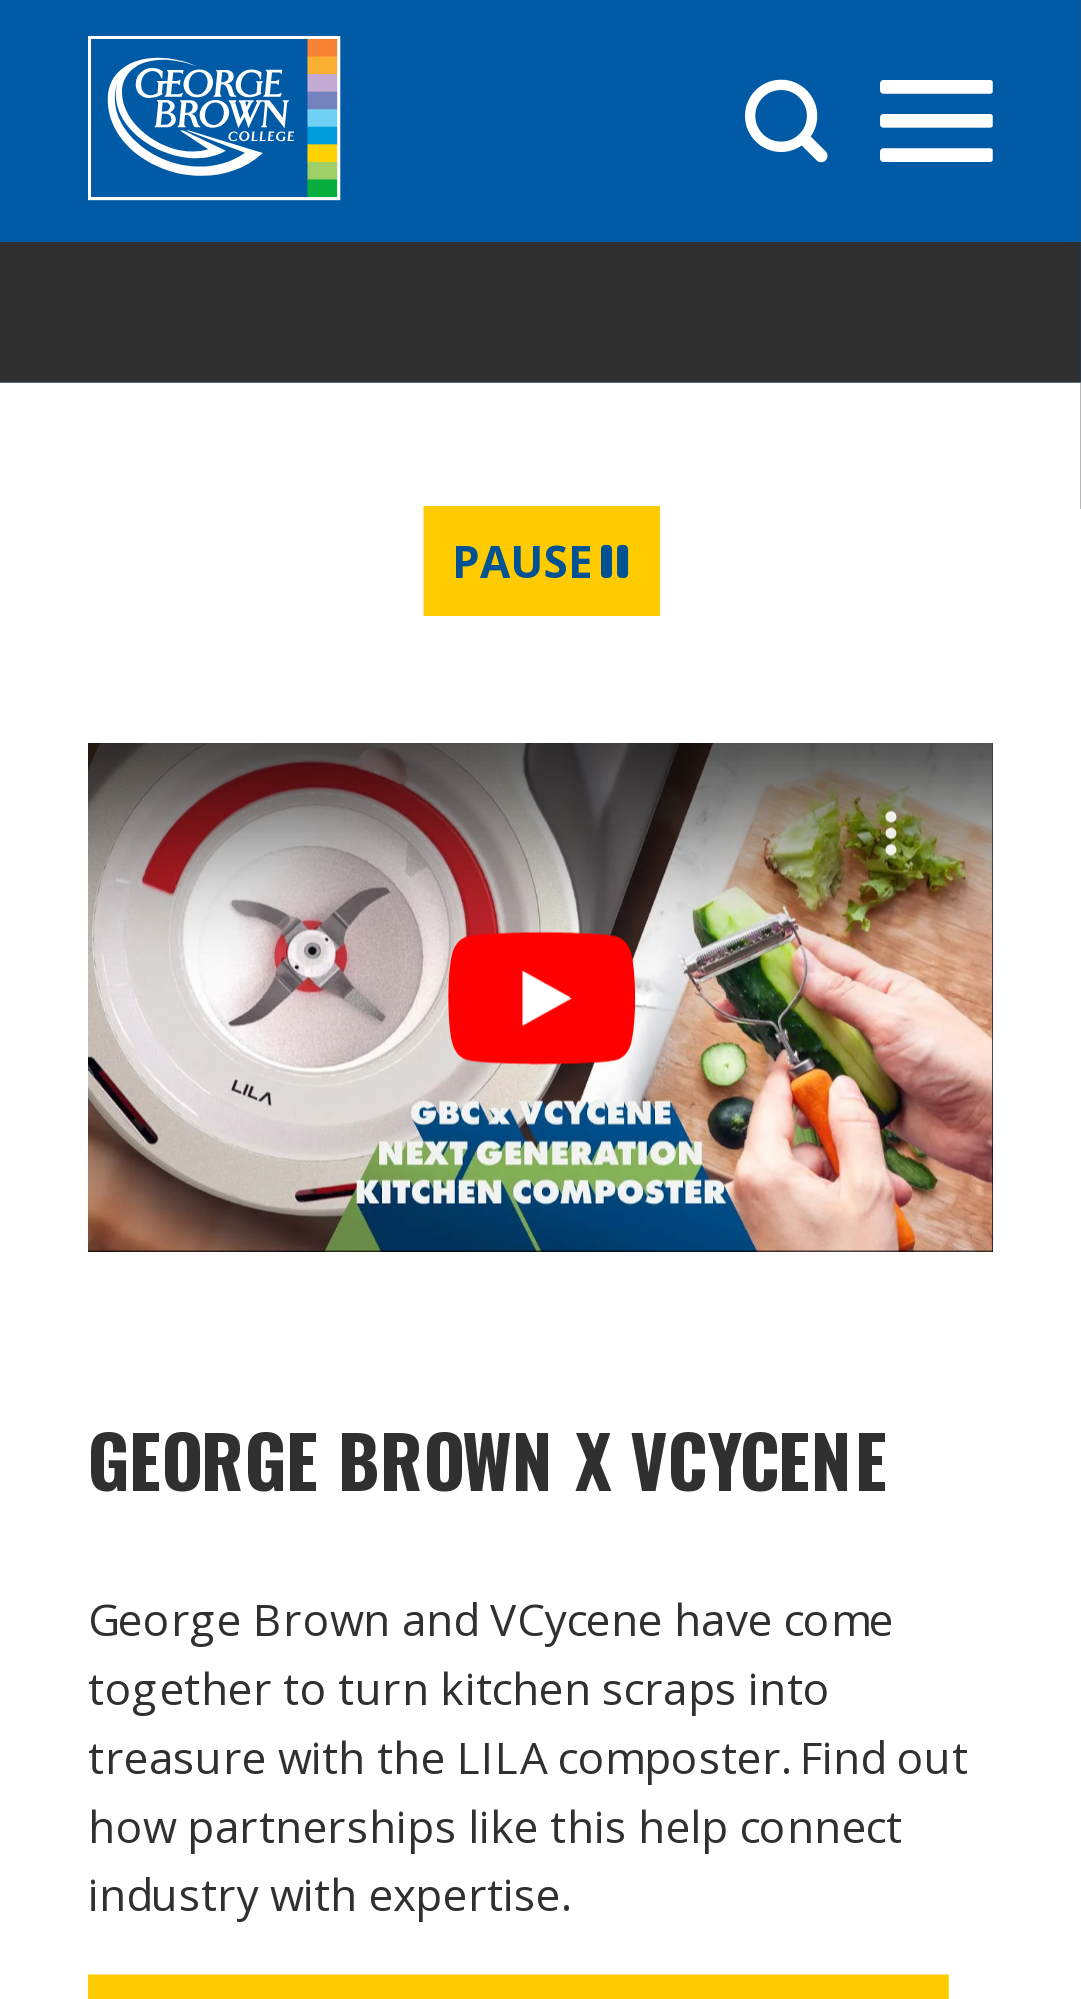 GEORGE
BROWN
COLLEGE
PAUSE
LILA
GBC x VCYCENE
NEXT GENERATION
KITCHEN COMPOSTER
GEORGE BROWN X VCYCENE
George Brown and VCycene have come
together to turn kitchen scraps into
treasure with the LILA composter. Find out
how partnerships like this help connect
industry with expertise.